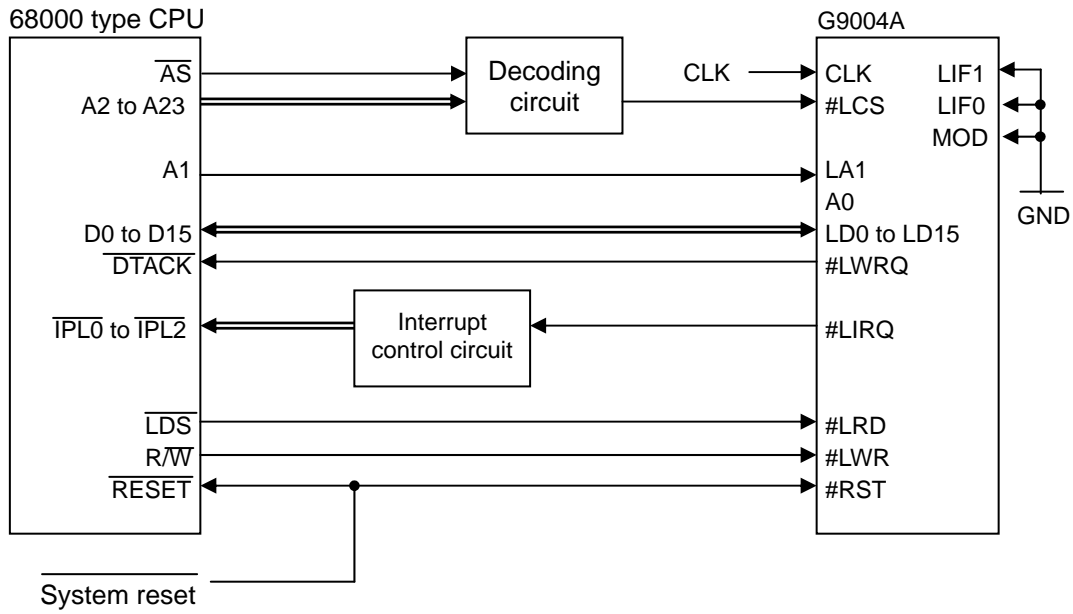 68000 type CPU
G9004A
AS
A2 to A23
Decoding
circuit
CLK
CLK
#LCS
LIF1
LIF0
MOD
A1
LA1
A0
GND
D0 to D15
LD0 to LD15
DTACK
#LWRQ
IPL0 to IPL2
Interrupt
control circuit
#LIRQ
LDS
#LRD
R/W
#LWR
RESET
#RST
System reset